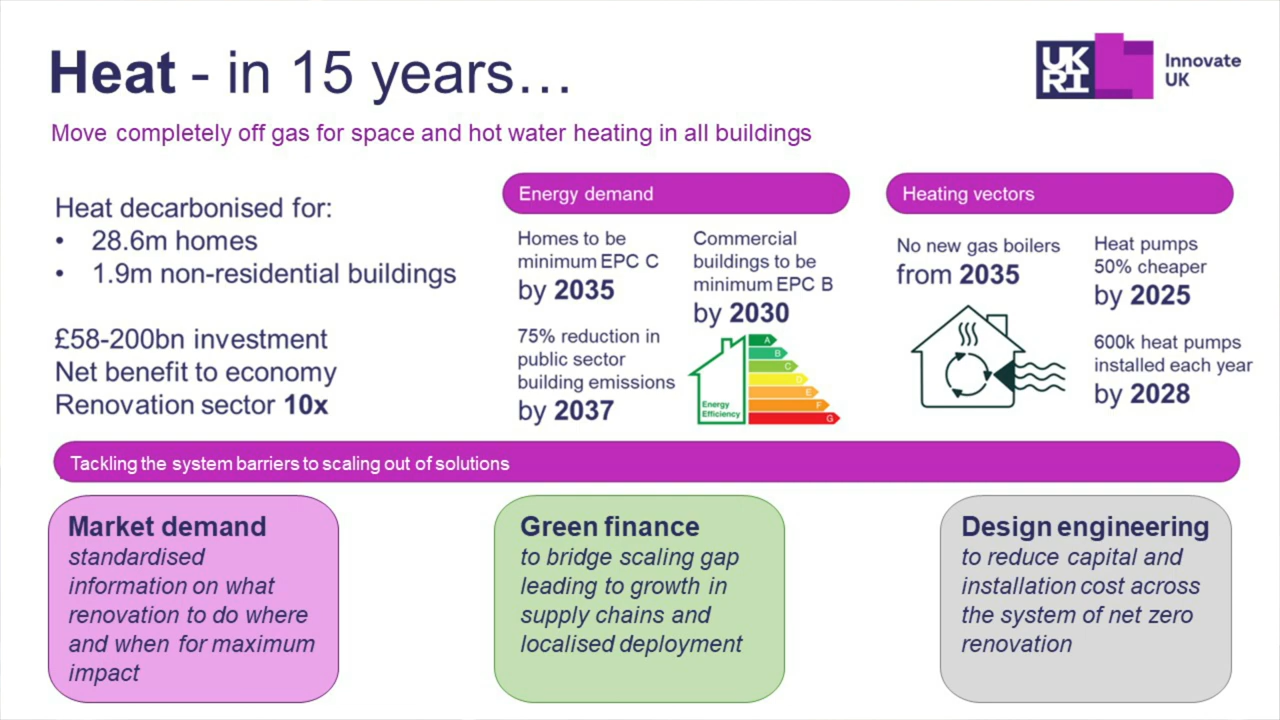 Heat - in 15 years…
UK
RI
Innovate
UK
Move completely off gas for space and hot water heating in all buildings
Heat decarbonised for:
• 28.6m homes
• 1.9m non-residential buildings
£58-200bn investment
Net benefit to economy
Renovation sector 10x
Energy demand
Homes to be
minimum EPC C
by 2035
75% reduction in
public sector
building emissions
by 2037
Commercial
buildings to be
minimum EPC B
by 2030
Energy
Efficiency
A
B
C
D
E
F
G
Heating vectors
No new gas boilers
from 2035
Heat pumps
50% cheaper
by 2025
600k heat pumps
installed each year
by 2028
Tackling the system barriers to scaling out of solutions
Market demand
standardised
information on what
renovation to do where
and when for maximum
impact
Green finance
to bridge scaling gap
leading to growth in
supply chains and
localised deployment
Design engineering
to reduce capital and
installation cost across
the system of net zero
renovation